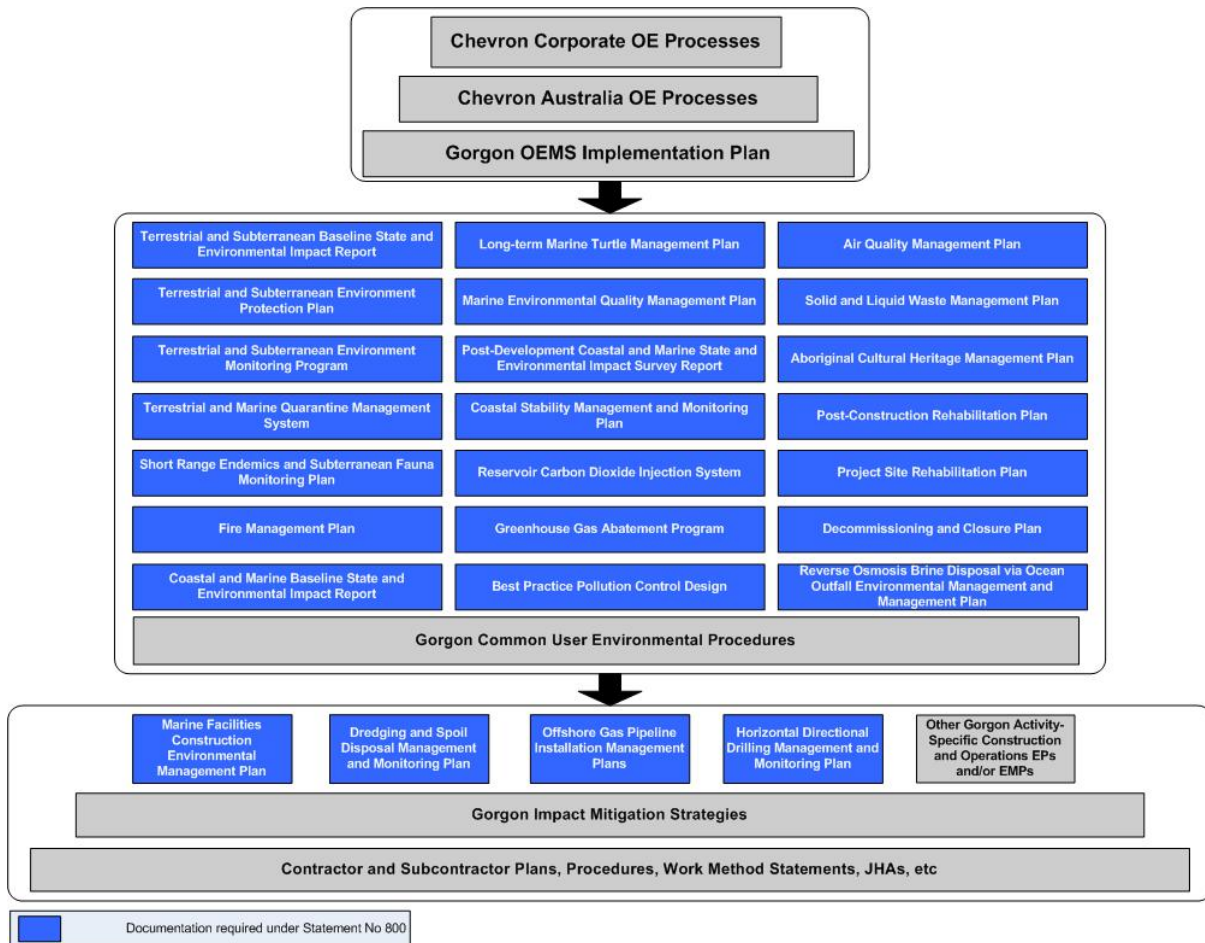 Chevron Corporate OE Processes
Chevron Australia OE Processes
Gorgon OEMS Implementation Plan
Terrestrial and Subterranean Baseline State and
Environmental Impact Report
Long-term Marine Turtle Management Plan
Air Quality Management Plan
Terrestrial and Subterranean Environment
Protection Plan
Marine Environmental Quality Management Plan
Solid and Liquid Waste Management Plan
Terrestrial and Subterranean Environment
Monitoring Program
Post-Development Coastal and Marine State and
Environmental Impact Survey Report
Aboriginal Cultural Heritage Management Plan
Terrestrial and Marine Quarantine Management
System
Coastal Stability Management and Monitoring
Plan
Post-Construction Rehabilitation Plan
Short Range Endemics and Subterranean Fauna
Monitoring Plan
Reservoir Carbon Dioxide Injection System
Project Site Rehabilitation Plan
Fire Management Plan
Greenhouse Gas Abatement Program
Decommissioning and Closure Plan
Coastal and Marine Baseline State and
Environmental Impact Report
Best Practice Pollution Control Design
Reverse Osmosis Brine Disposal via Ocean
Outfall Environmental Management and
Management Plan
Gorgon Common User Environmental Procedures
Marine Facilities
Construction
Environmental
Management Plan
Dredging and Spoil
Disposal Management
and Monitoring Plan
Offshore Gas Pipeline
Installation Management
Plans
Horizontal Directional
Drilling Management and
Monitoring Plan
Other Gorgon Activity-
Specific Construction
and Operations EPs
and/or EMPs
Gorgon Impact Mitigation Strategies
Contractor and Subcontractor Plans, Procedures, Work Method Statements, JHAs, etc
Documentation required under Statement No 800